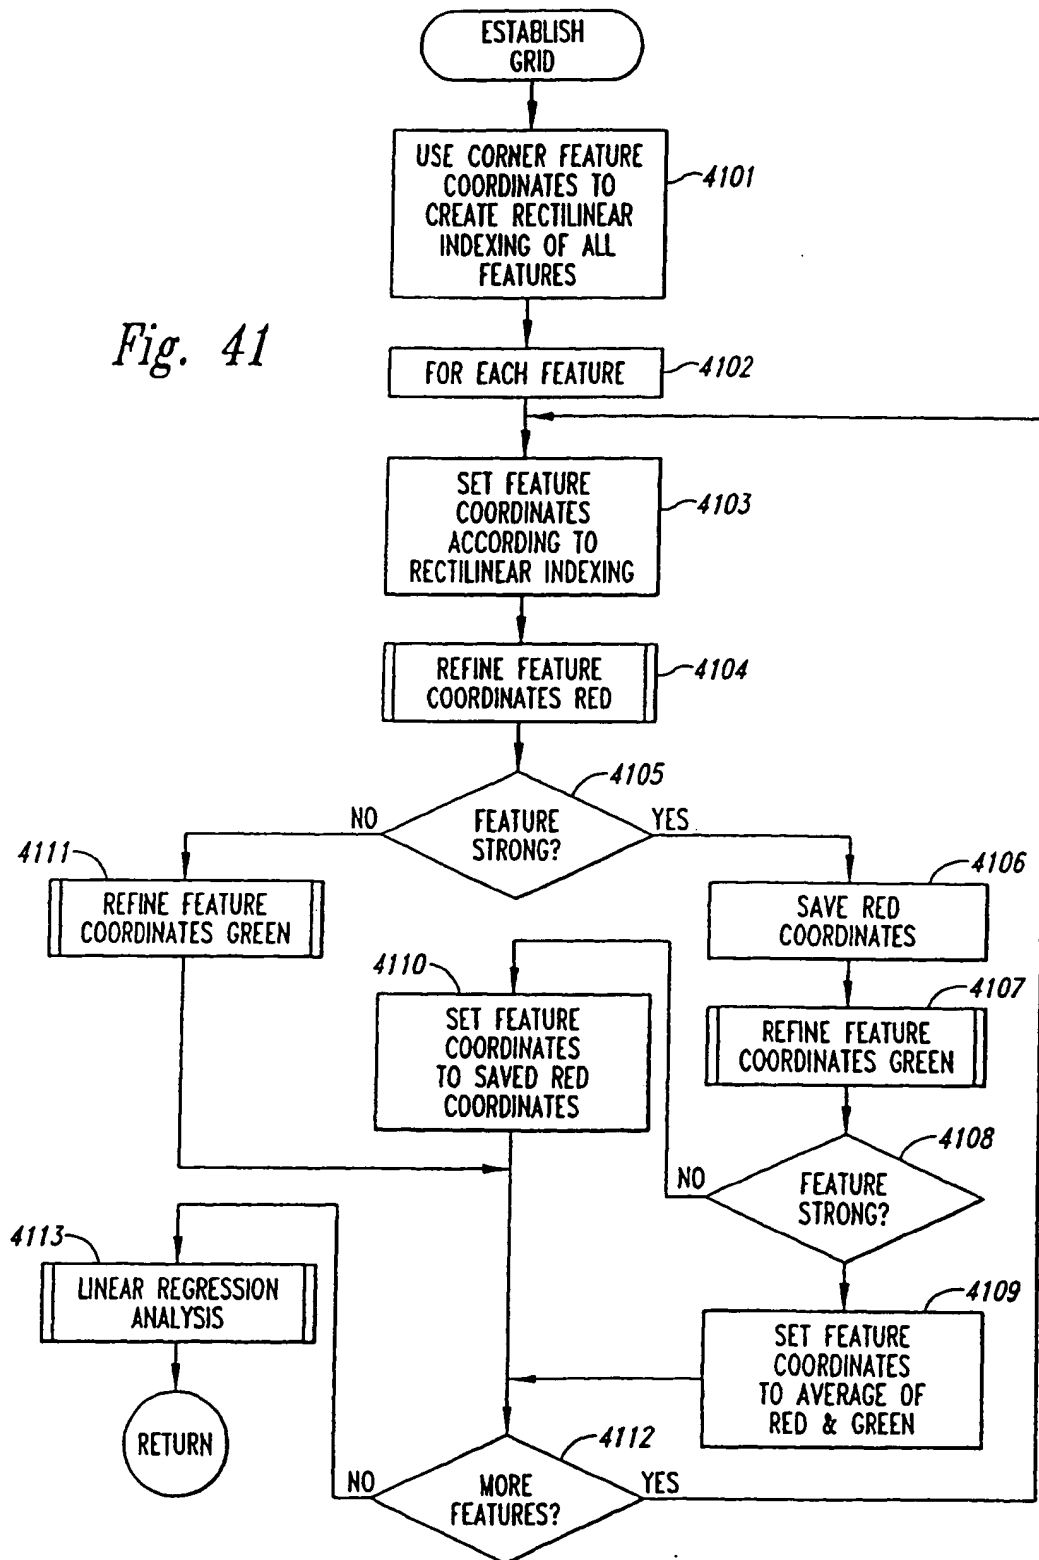 ESTABLISH
GRID
USE CORNER FEATURE
COORDINATES TO
CREATE RECTILINEAR
INDEXING OF ALL
FEATURES
4101
Fig. 41
FOR EACH FEATURE
4102
SET FEATURE
COORDINATES
ACCORDING TO
RECTILINEAR INDEXING
4103
REFINE FEATURE
COORDINATES RED
4104
4105
FEATURE
STRONG?
NO
YES
4111
REFINE FEATURE
COORDINATES GREEN
4106
SAVE RED
COORDINATES
4110
SET FEATURE
COORDINATES
TO SAVED RED
COORDINATES
4107
REFINE FEATURE
COORDINATES GREEN
4108
NO
FEATURE
STRONG?
4113
LINEAR REGRESSION
ANALYSIS
4109
SET FEATURE
COORDINATES
TO AVERAGE OF
RED & GREEN
RETURN
4112
NO
MORE
FEATURES?
YES